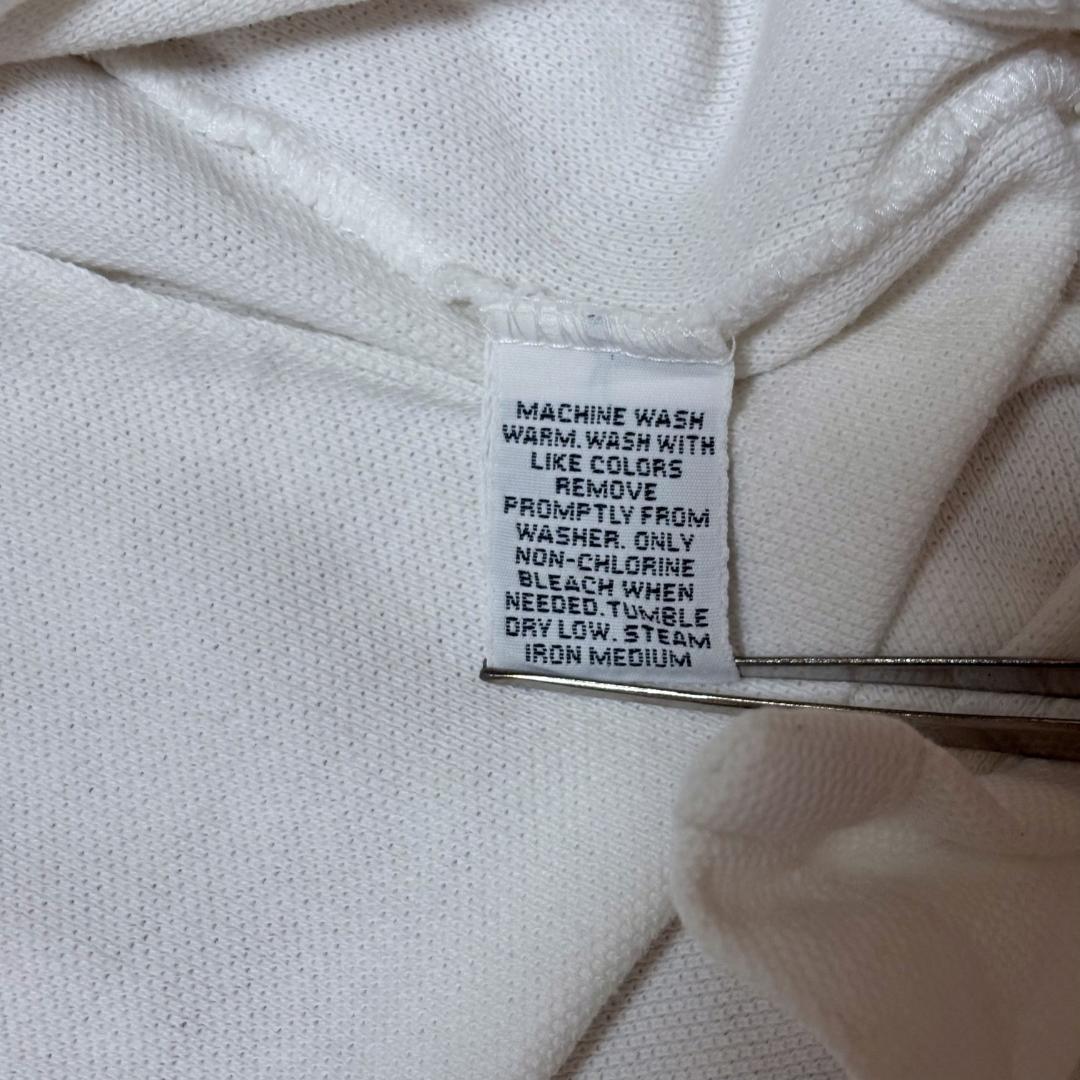 MACHINE WASH
WARM. WASH WITH
LIKE COLORS
REMOVE
PROMPTLY FROM
WASHER. ONLY
NON-CHLORINE
BLEACH WHEN
NEEDED. TUMBLE
DRY LOW. STEAM
IRON MEDIUM